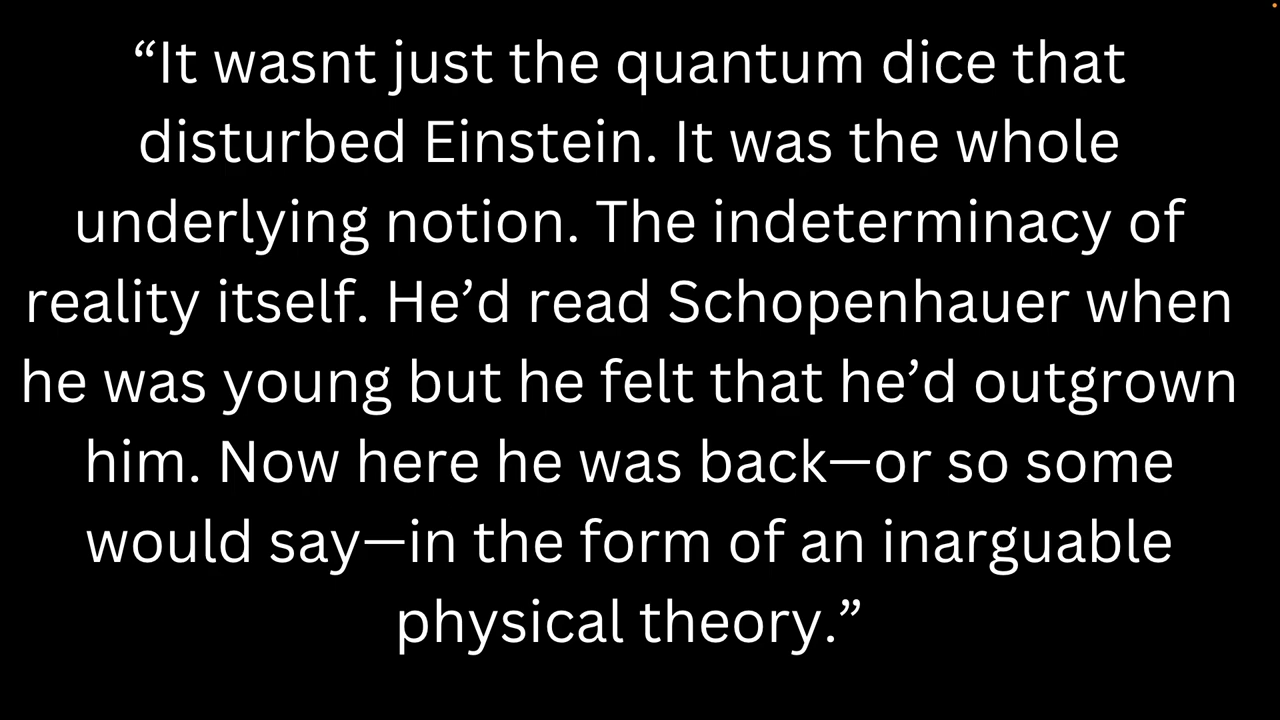 “It wasnt just the quantum dice that
disturbed Einstein. It was the whole
underlying notion. The indeterminacy of
reality itself. He’d read Schopenhauer when
he was young but he felt that he’d outgrown
him. Now here he was back—or so some
would say—in the form of an inarguable
physical theory.”